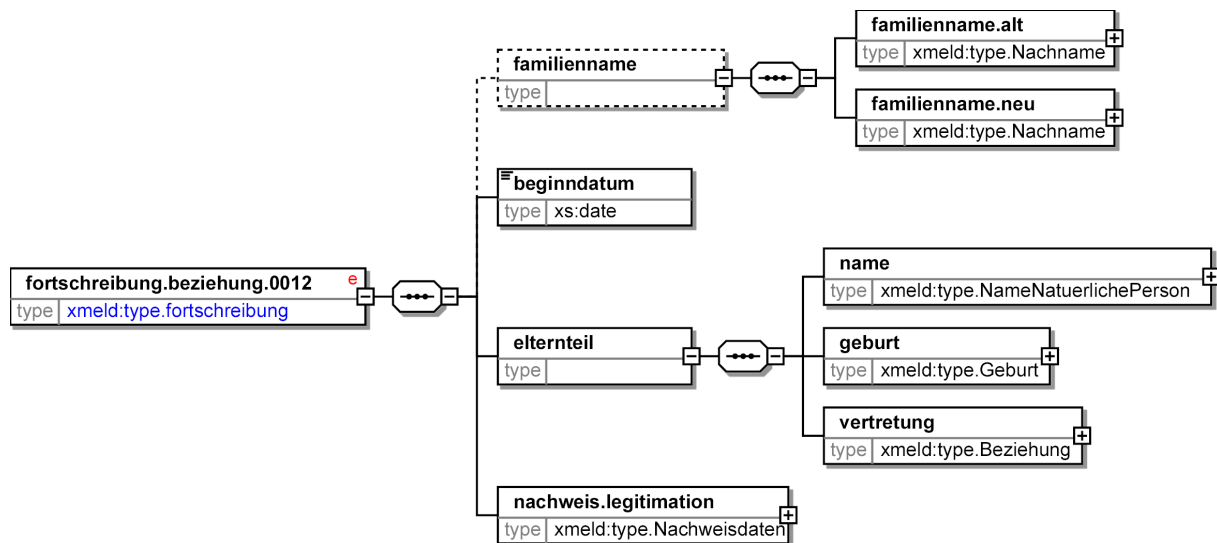 familienname.alt
type xmeld:type.Nachname
familienname
type
familienname.neu
type xmeld:type.Nachname
beginndatum
type xs:date
fortschreibung.beziehung.0012 e
type xmeld:type.fortschreibung
name
type xmeld:type.NameNatuerlichePerson
elternteil
type
geburt
type xmeld:type.Geburt
vertretung
type xmeld:type.Beziehung
nachweis.legitimation
type xmeld:type.Nachweisdaten